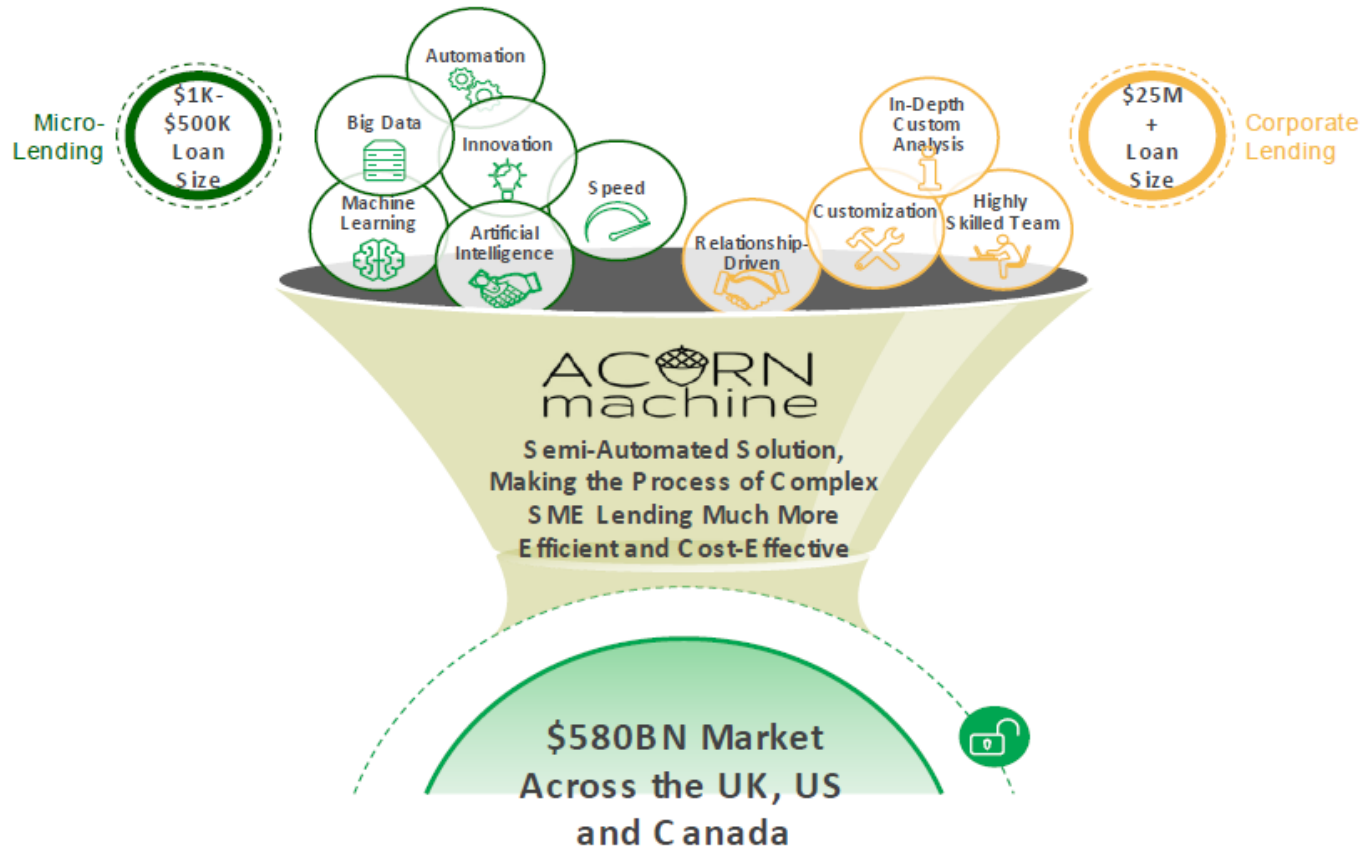 Micro-
Lending
$1K-
$500K
Loan
Size
Automation
Big Data
Innovation
Speed
Machine
Learning
Artificial
Intelligence
In-Depth
Custom
Analysis
Customization
Highly
Skilled Team
Relationship-
Driven
$25M
+
Loan
Size
Corporate
Lending
ACORN
machine
Semi-Automated Solution,
Making the Process of Complex
SME Lending Much More
Efficient and Cost-Effective
$580BN Market
Across the UK, US
and Canada